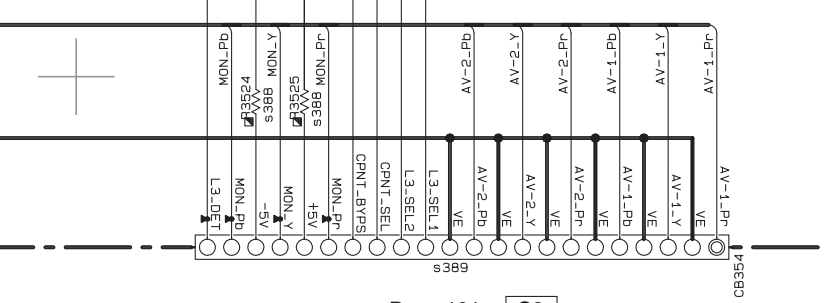 MON_Pb
MON_Y
MON_Pr
AV-2_Pb
AV-2_Y
AV-2_Pr
AV-1_Pb
AV-1_Y
AV-1_Pr
R3524
s388
R3525
s388
L3_DET
MON_Pb
-5V
MON_Y
+5V
MON_Pr
CPNT_BYPS
CPNT_SEL
L3_SEL2
L3_SEL1
VE
AV-2_Pb
VE
AV-2_Y
VE
AV-2_Pr
VE
AV-1_Pb
VE
AV-1_Y
VE
AV-1_Pr
s389
CB354